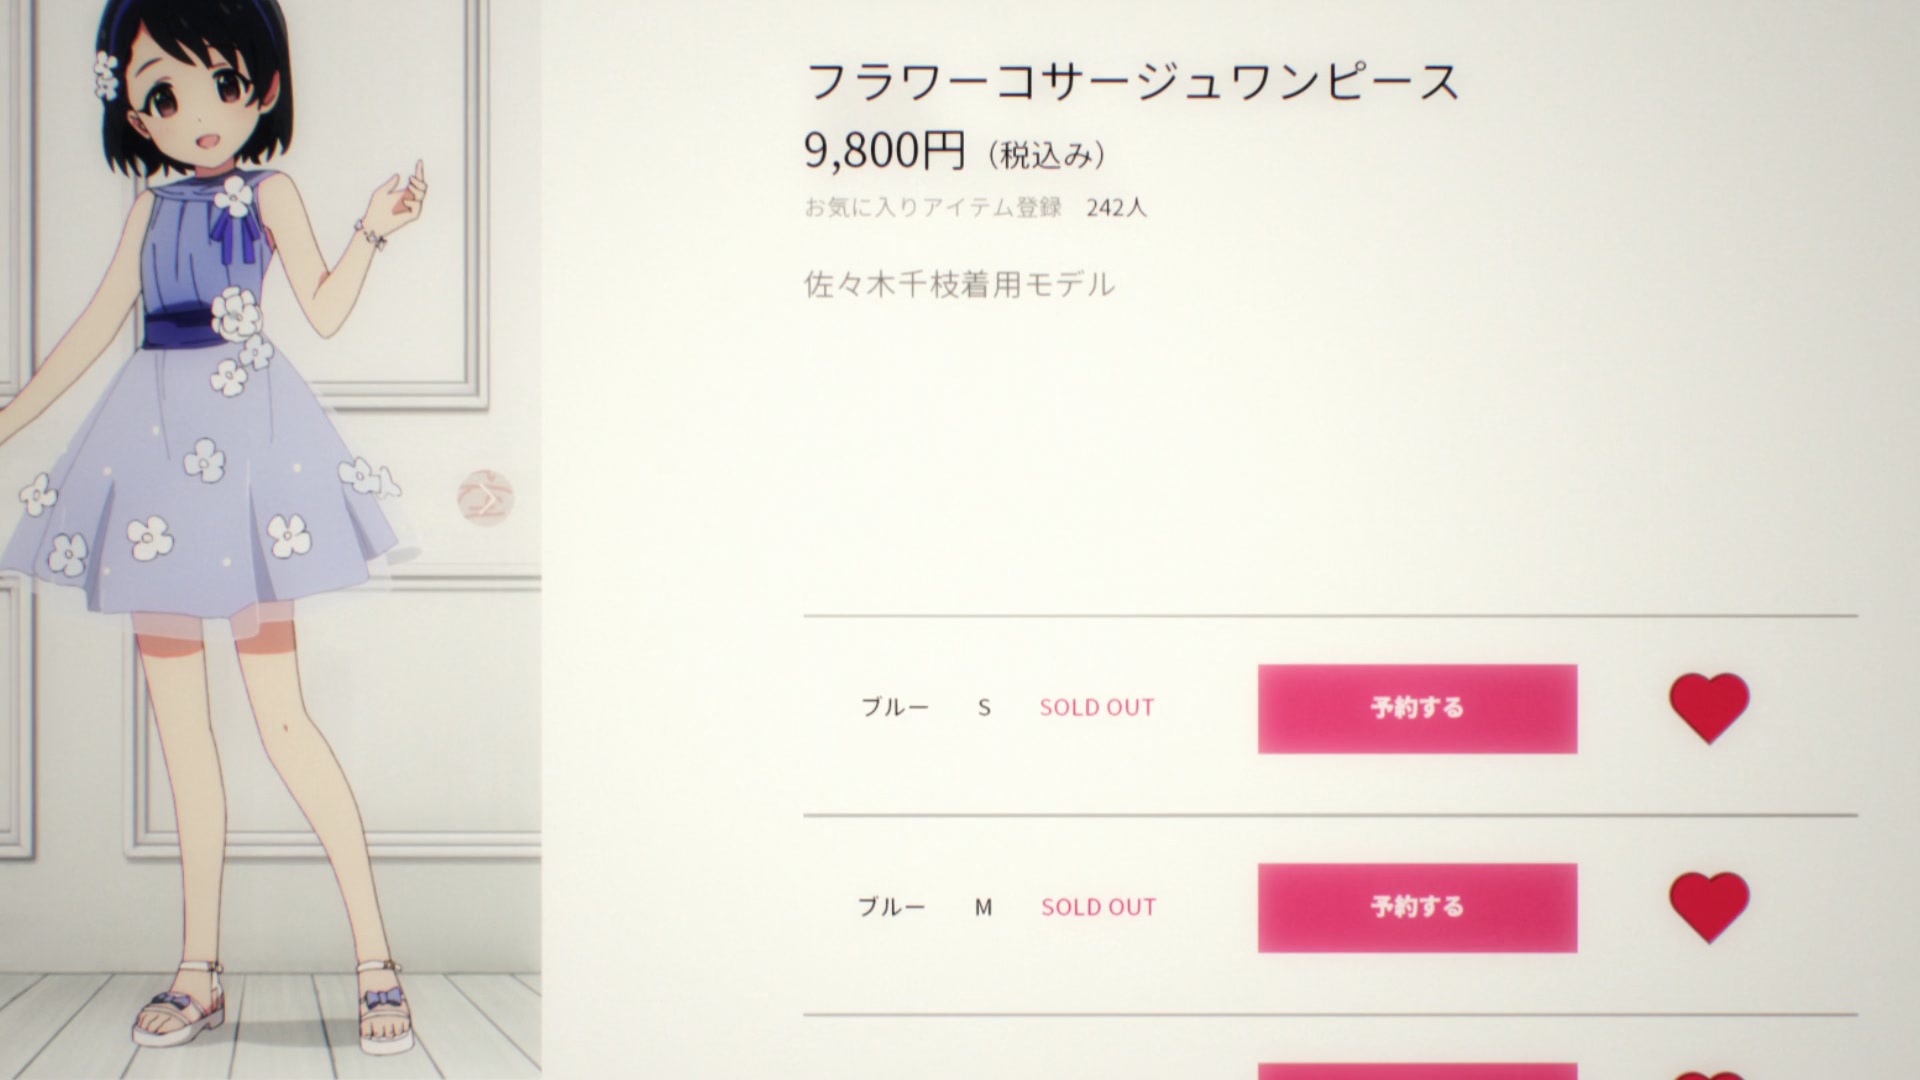 フラワーコサージュワンピース
9,800円（税込み）
お気に入りアイテム登録　242人
佐々木千枝着用モデル
ブルー　S　SOLD OUT　予約する
ブルー　M　SOLD OUT　予約する